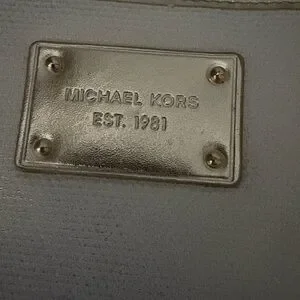 MICHAEL KORS
EST. 1981